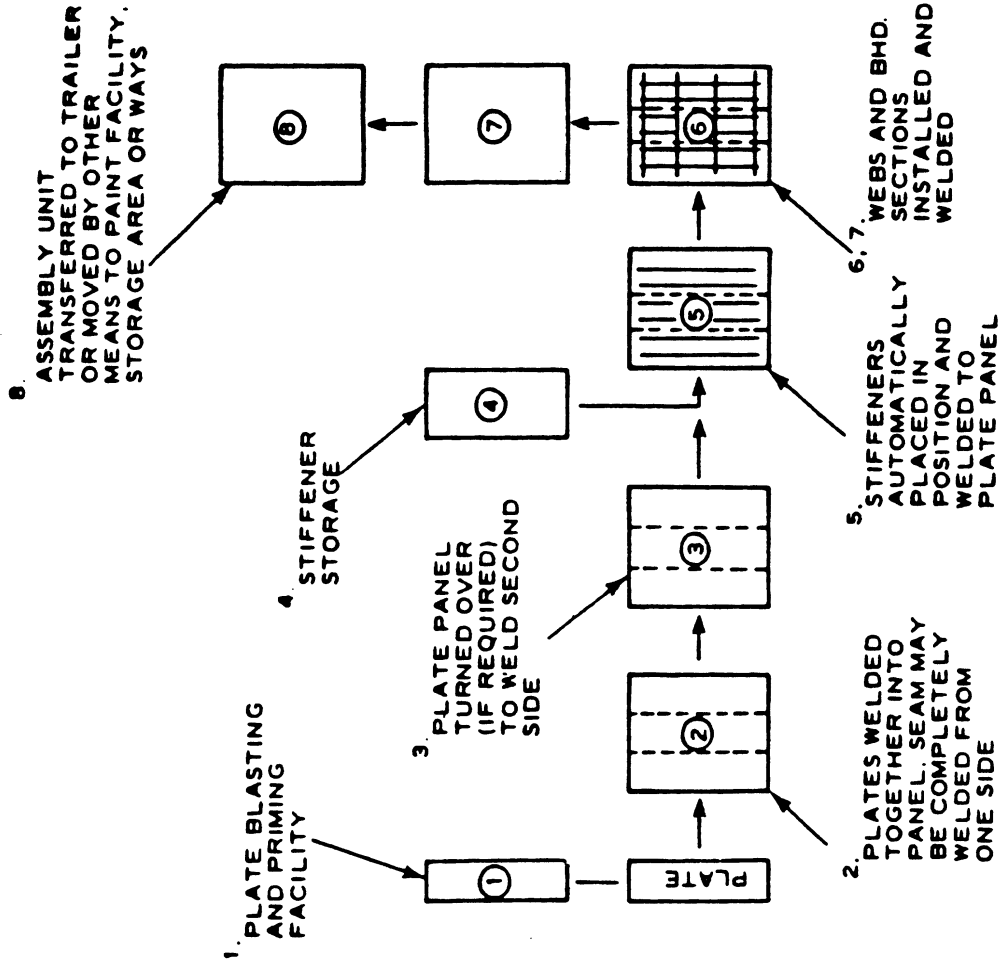 1. PLATE BLASTING
AND PRIMING
FACILITY
2. PLATES WELDED
TOGETHER INTO
PANEL. SEAM MAY
BE COMPLETELY
WELDED FROM
ONE SIDE
3. PLATE PANEL
TURNED OVER
(IF REQUIRED)
TO WELD SECOND
SIDE
4. STIFFENER
STORAGE
5. STIFFENERS
AUTOMATICALLY
PLACED IN
POSITION AND
WELDED TO
PLATE PANEL
6, 7. WEBS AND BHD.
SECTIONS
INSTALLED AND
WELDED
8. ASSEMBLY UNIT
TRANSFERRED TO TRAILER
OR MOVED BY OTHER
MEANS TO PAINT FACILITY,
STORAGE AREA OR WAYS
1
PLATE
2
3
4
5
6
7
8